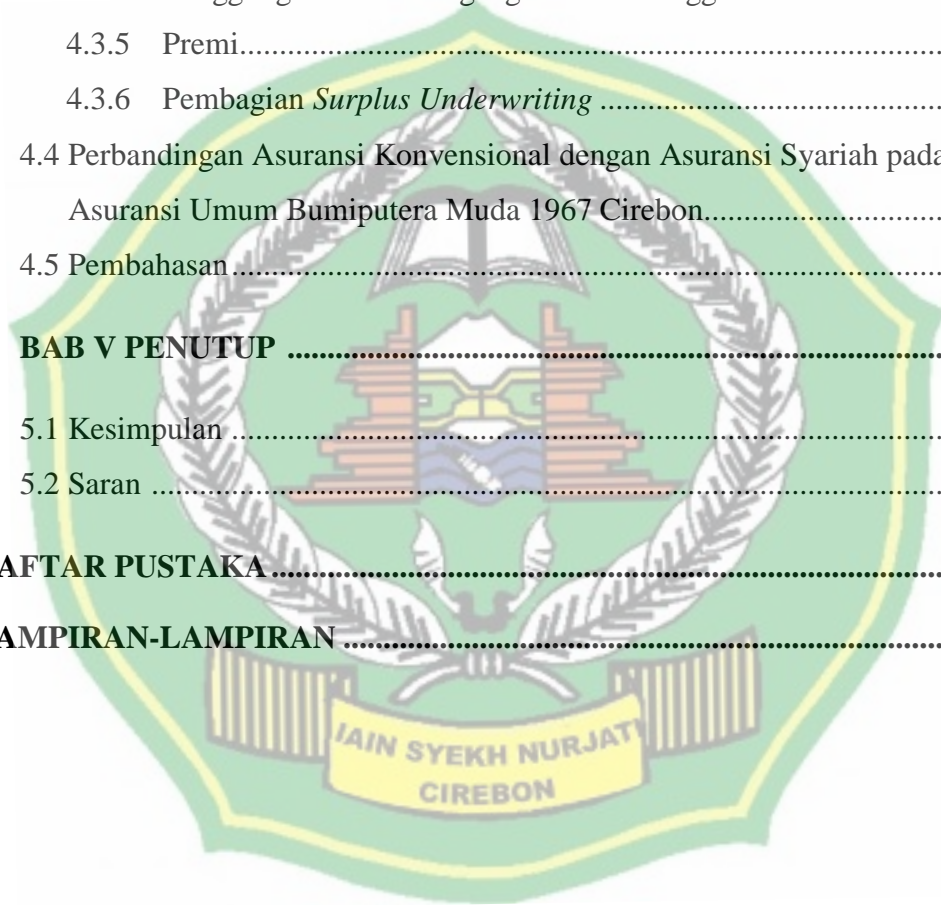 4.3.5 Premi..........................................................................
4.3.6 Pembagian Surplus Underwriting ..........................................
4.4 Perbandingan Asuransi Konvensional dengan Asuransi Syariah pada
Asuransi Umum Bumiputera Muda 1967 Cirebon..............................
4.5 Pembahasan..........................................................................
BAB V PENUTUP ..........................................................................
5.1 Kesimpulan ..........................................................................
5.2 Saran ..........................................................................
AFTAR PUSTAKA..........................................................................
AMPIRAN-LAMPIRAN ..........................................................................
IAIN SYEKH NURJATI
CIREBON